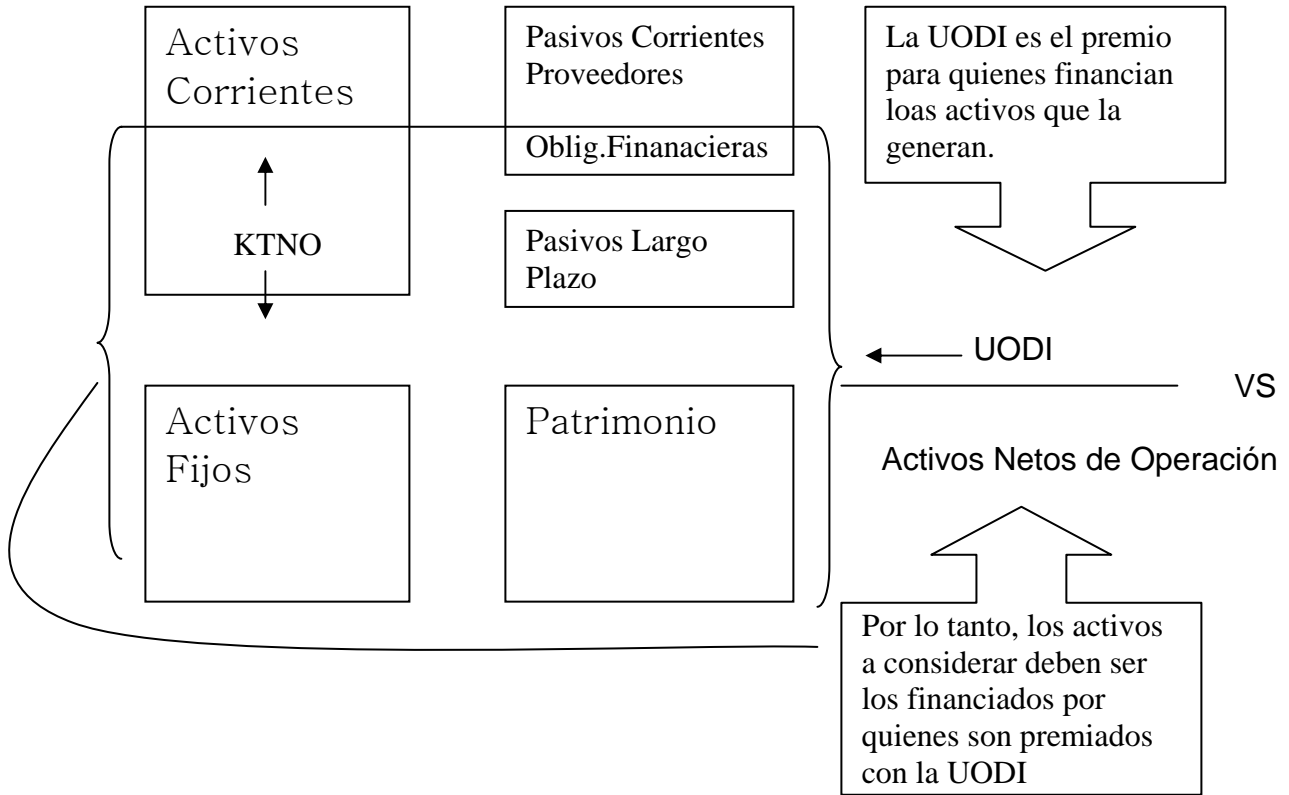 Activos
Corrientes
KTNO
Activos
Fijos
Pasivos Corrientes
Proveedores
Oblig.Finanacieras
Pasivos Largo
Plazo
Patrimonio
La UODI es el premio
para quienes financian
loas activos que la
generan.
UODI
VS
Activos Netos de Operación
Por lo tanto, los activos
a considerar deben ser
los financiados por
quienes son premiados
con la UODI